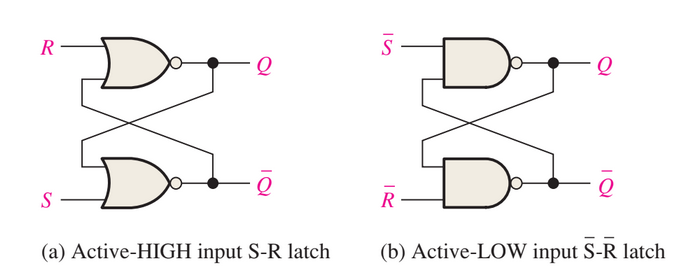 R
Q
S
Q̅
(a) Active-HIGH input S-R latch
S̅
Q
R̅
Q̅
(b) Active-LOW input S̅-R̅ latch